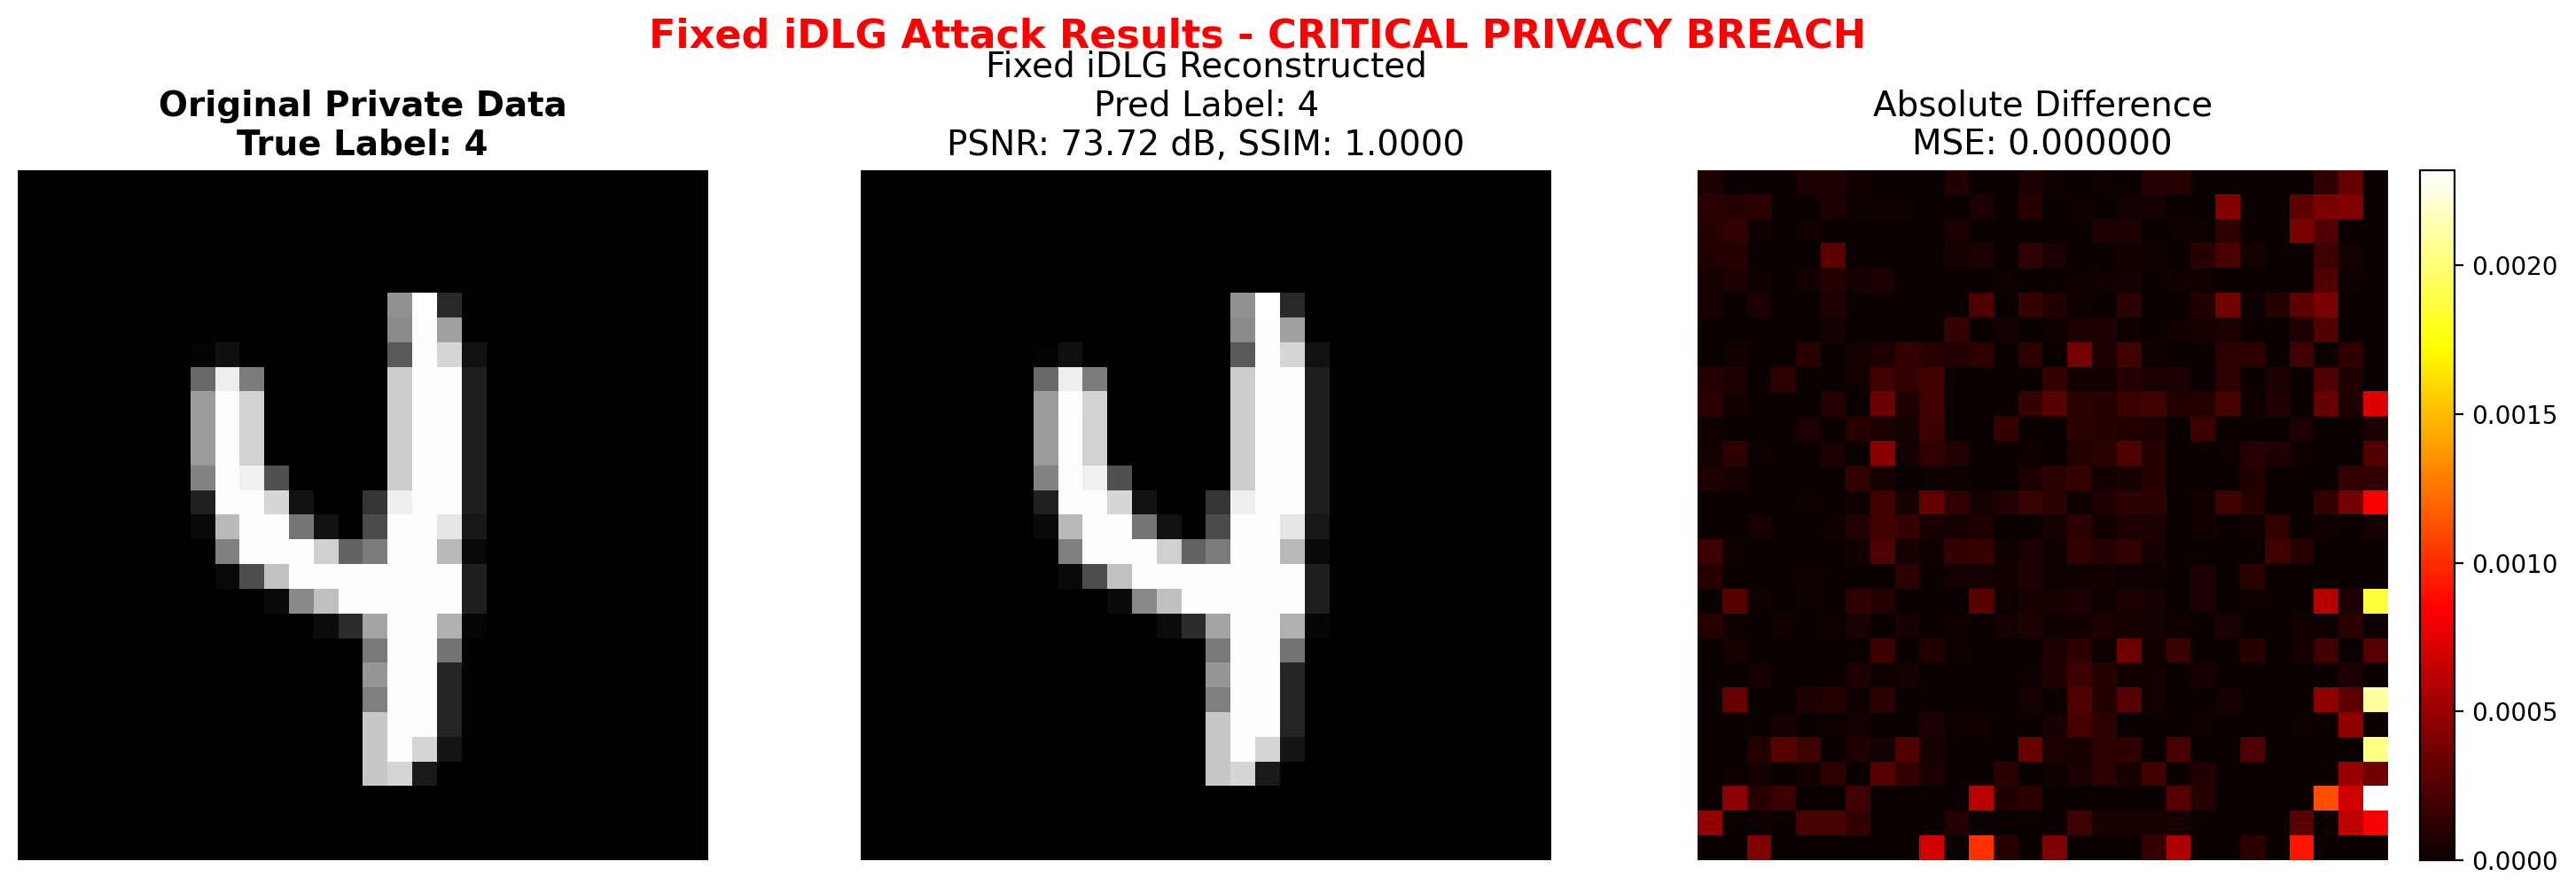 Fixed iDLG Attack Results - CRITICAL PRIVACY BREACH
Original Private Data
True Label: 4
Fixed iDLG Reconstructed
Pred Label: 4
PSNR: 73.72 dB, SSIM: 1.0000
Absolute Difference
MSE: 0.000000
0.0020
0.0015
0.0010
0.0005
0.0000
4
4